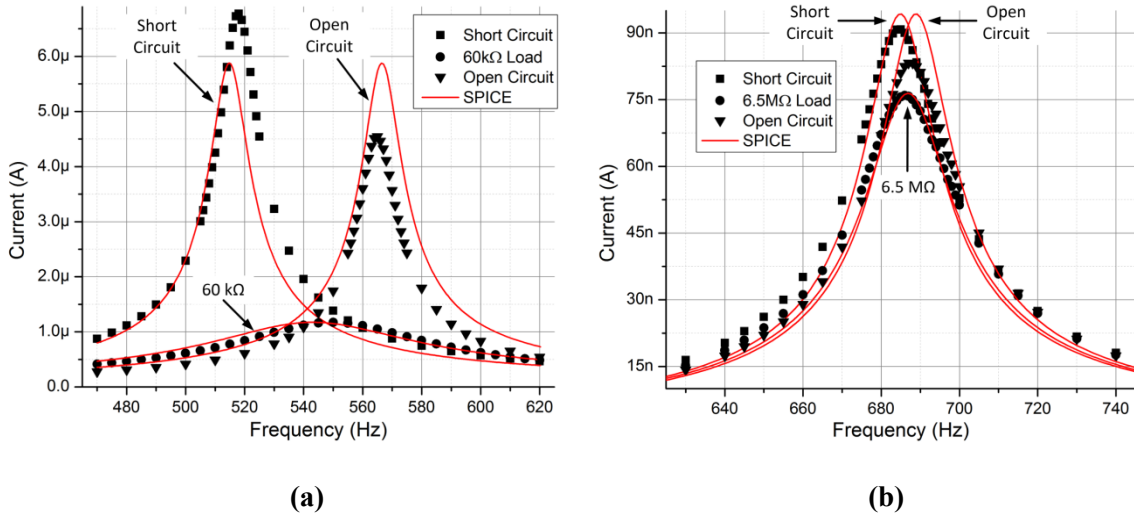 Short
Circuit
Open
Circuit
Short Circuit
60kΩ Load
Open Circuit
SPICE
60 kΩ
6.0μ
5.0μ
4.0μ
3.0μ
2.0μ
1.0μ
0.0
Current (A)
480 500 520 540 560 580 600 620
Frequency (Hz)
(a)
Short
Circuit
Open
Circuit
Short Circuit
6.5MΩ Load
Open Circuit
SPICE
6.5 MΩ
90n
75n
60n
45n
30n
15n
Current (A)
640 660 680 700 720 740
Frequency (Hz)
(b)